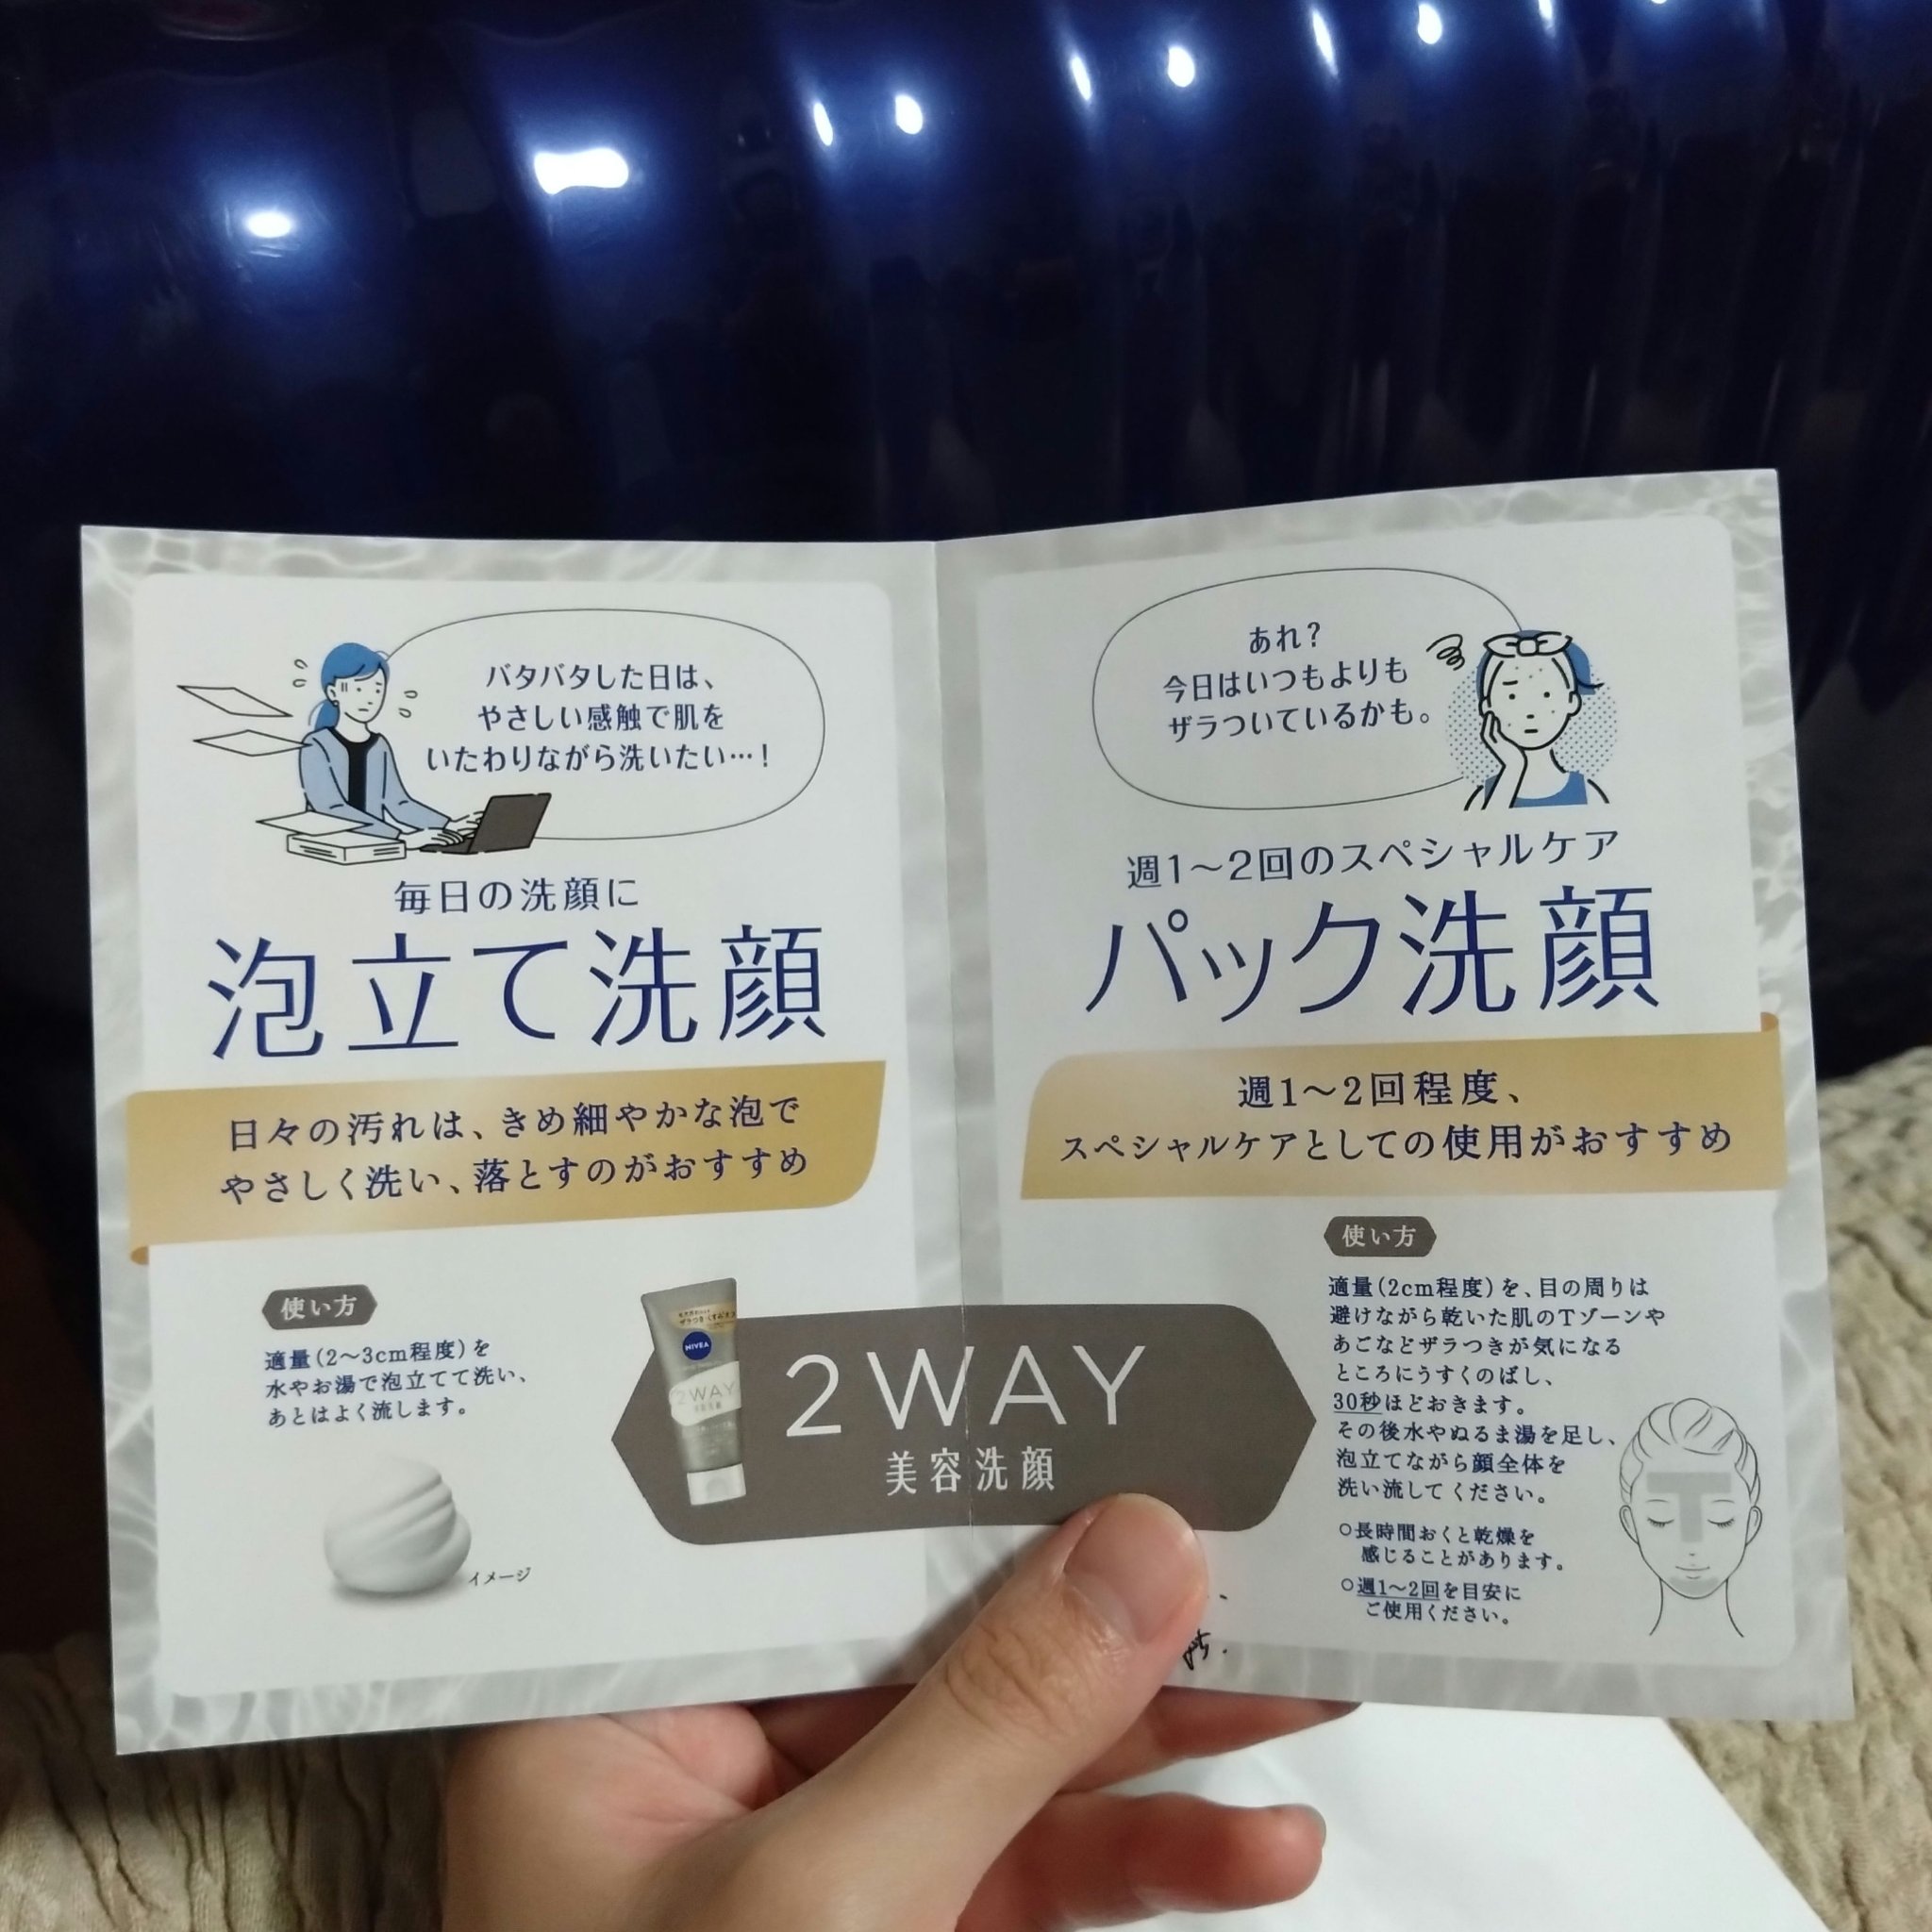 バタバタした日は、
やさしい感触で肌を
いたわりながら洗いたい…！
毎日の洗顔に
泡立て洗顔
日々の汚れは、きめ細やかな泡で
やさしく洗い、落とすのがおすすめ
使い方
適量(2〜3cm程度)を
水やお湯で泡立てて洗い、
あとはよく流します。
イメージ
NIVEA
2WAY
2WAY
美容洗顔
あれ？
今日はいつもよりも
ザラついているかも。
週1〜2回のスペシャルケア
パック洗顔
週1〜2回程度、
スペシャルケアとしての使用がおすすめ
使い方
適量(2cm程度)を、目の周りは
避けながら乾いた肌のTゾーンや
あごなどザラつきが気になる
ところにうすくのばし、
30秒ほどおきます。
その後水やぬるま湯を足し、
泡立てながら顔全体を
洗い流してください。
○長時間おくと乾燥を
感じることがあります。
○週1〜2回を目安に
ご使用ください。